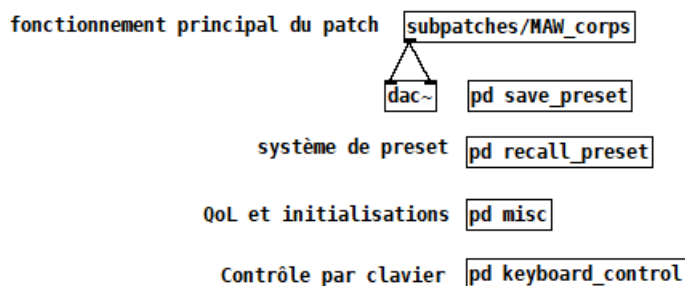 fonctionnement principal du patch subpatches/MAW_corps
dac~ pd save_preset
système de preset pd recall_preset
QoL et initialisations pd misc
Contrôle par clavier pd keyboard_control